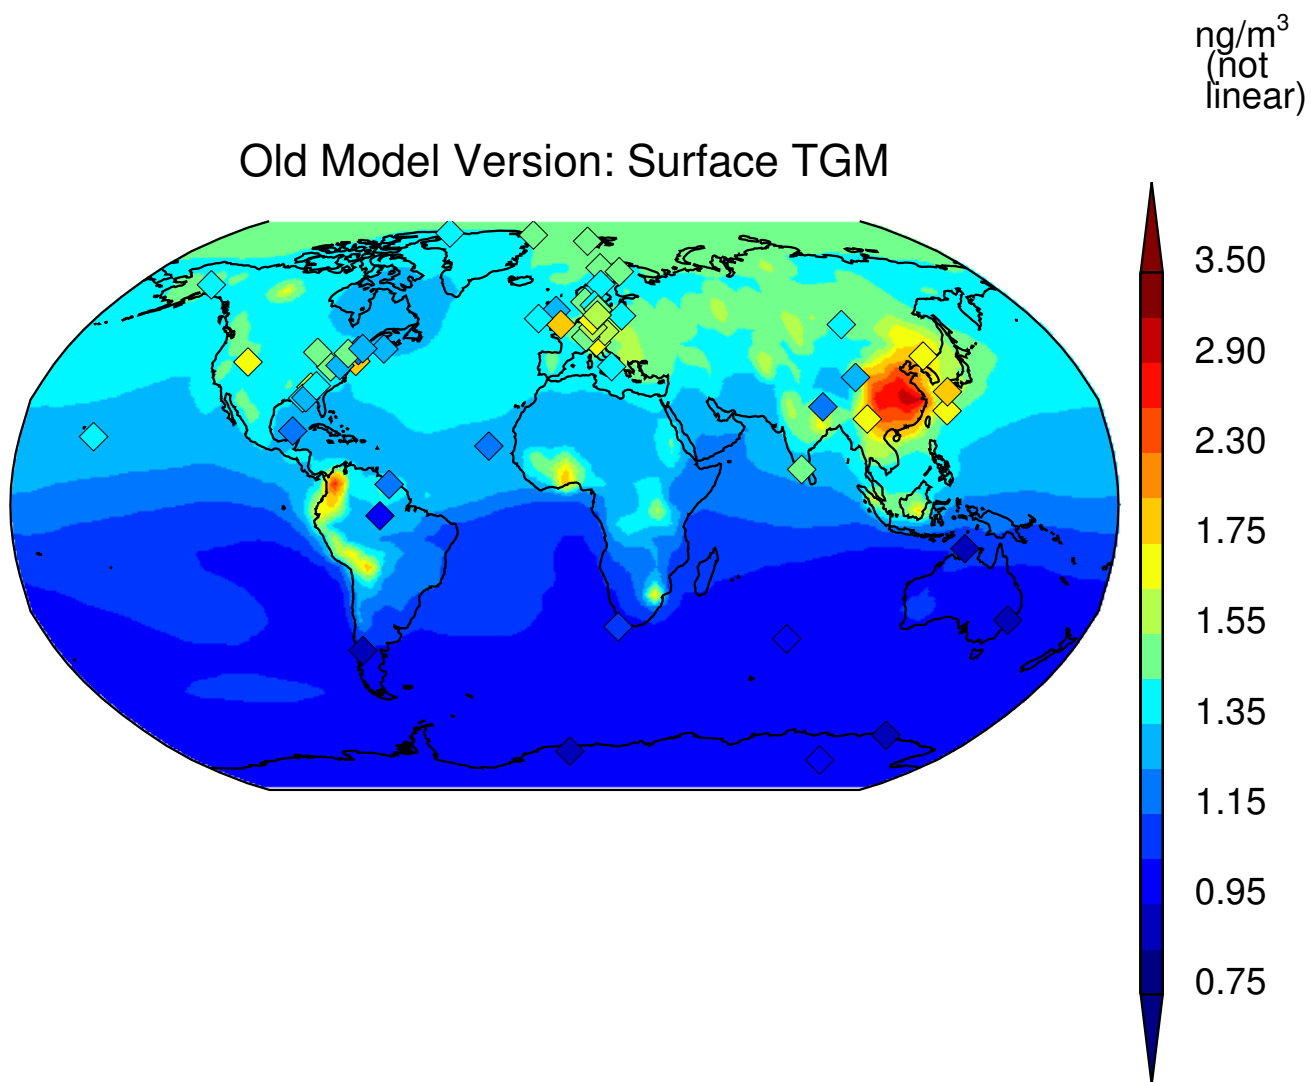 ng/m3
(not
linear)
Old Model Version: Surface TGM
3.50
2.90
2.30
1.75
1.55
1.35
1.15
0.95
0.75